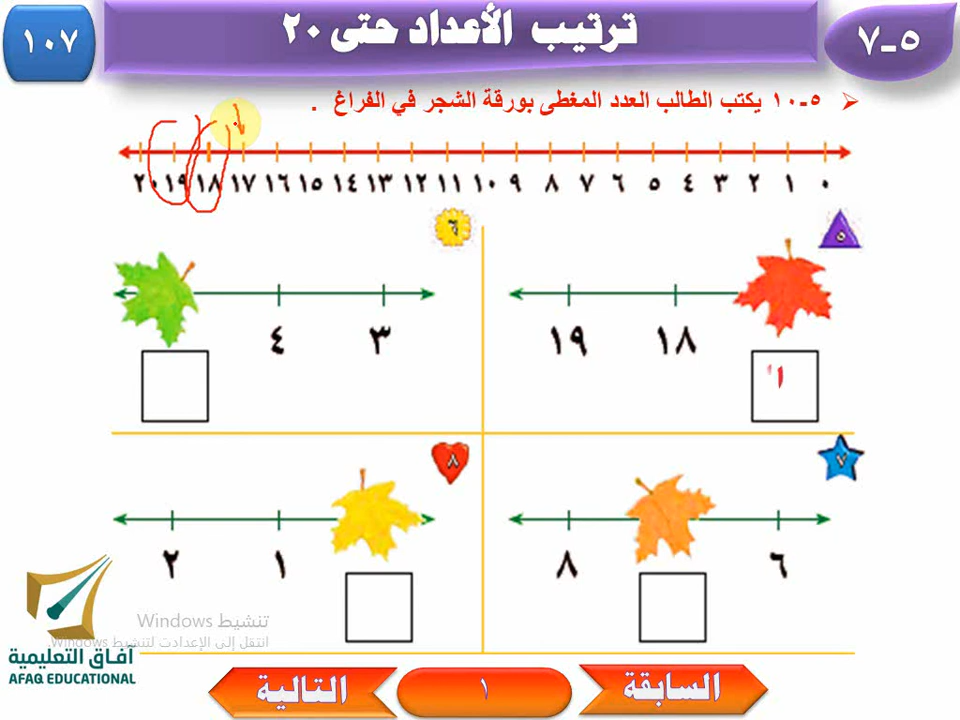 ٥-٧
ترتيب الأعداد حتى ٢٠
١٠٧
٥-١٠ يكتب الطالب العدد المغطى بورقة الشجر في الفراغ .
٠ ١ ٢ ٣ ٤ ٥ ٦ ٧ ٨ ٩ ١٠ ١١ ١٢ ١٣ ١٤ ١٥ ١٦ ١٧ ١٨ ١٩ ٢٠
٥
١٨ ١٩
١
٦
٣ ٤
٧
٦ ٨
٨
١ ٢
تنشيط Windows
انتقل إلى الإعدادات لتنشيط Windows.
آفاق التعليمية
AFAQ EDUCATIONAL
السابقة
١
التالية